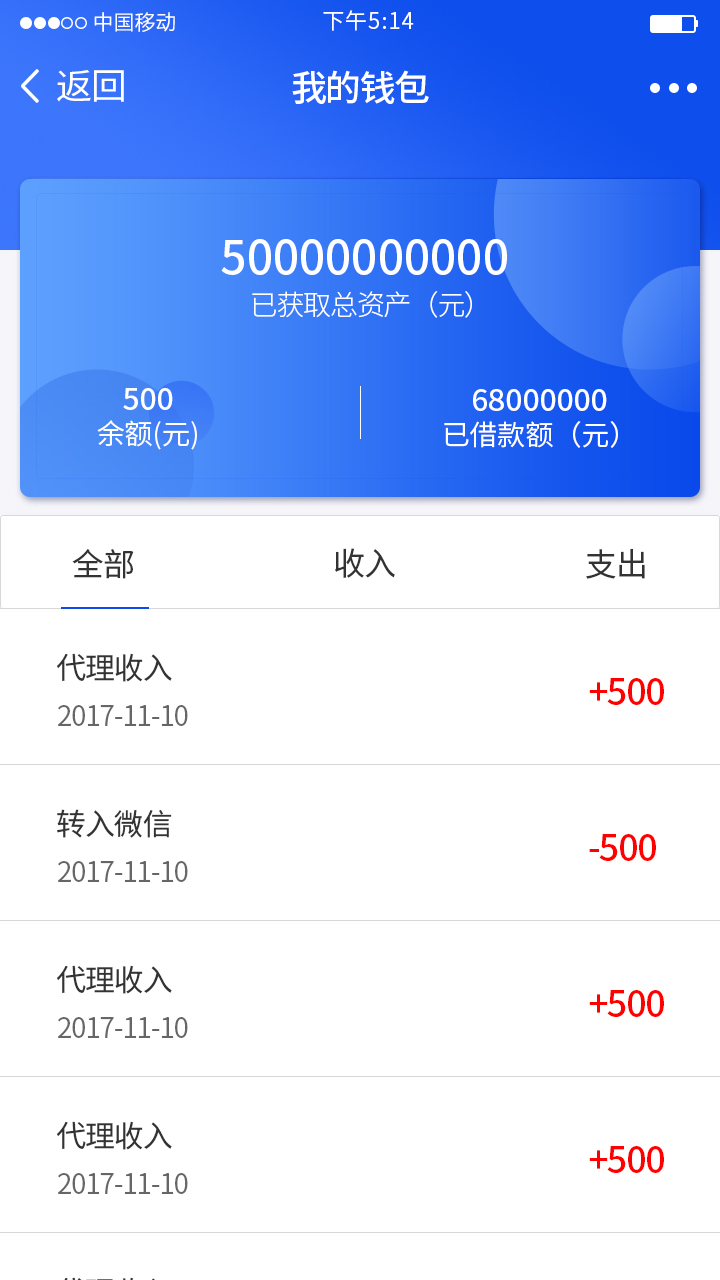 中国移动
下午5:14
返回
我的钱包
50000000000
已获取总资产（元）
500
余额(元)
68000000
已借款额（元）
全部
收入
支出
代理收入
2017-11-10
+500
转入微信
2017-11-10
-500
代理收入
2017-11-10
+500
代理收入
2017-11-10
+500